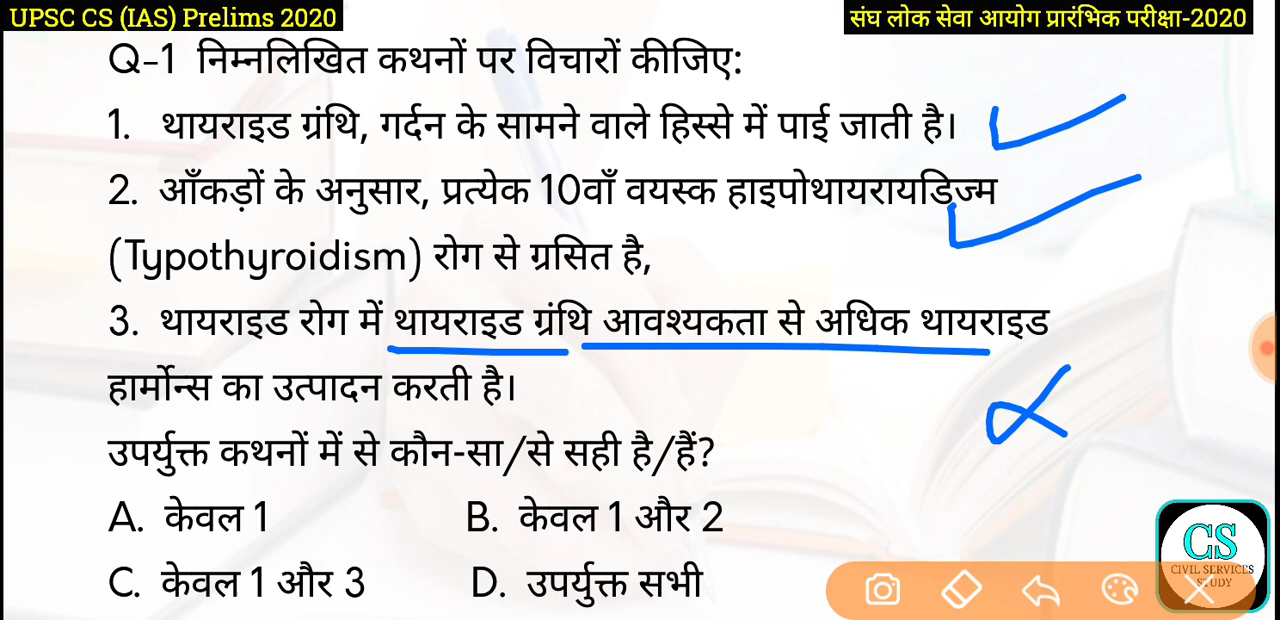 UPSC CS (IAS) Prelims 2020
संघ लोक सेवा आयोग प्रारंभिक परीक्षा-2020
Q-1 निम्नलिखित कथनों पर विचारों कीजिए:
1. थायराइड ग्रंथि, गर्दन के सामने वाले हिस्से में पाई जाती है।
2. आँकड़ों के अनुसार, प्रत्येक 10वाँ वयस्क हाइपोथायरायडिज्म
(Typothyroidism) रोग से ग्रसित है,
3. थायराइड रोग में थायराइड ग्रंथि आवश्यकता से अधिक थायराइड
हार्मोन्स का उत्पादन करती है।
उपर्युक्त कथनों में से कौन-सा/से सही है/हैं?
A. केवल 1 B. केवल 1 और 2
C. केवल 1 और 3 D. उपर्युक्त सभी
CS
CIVIL SERVICES
STUDY